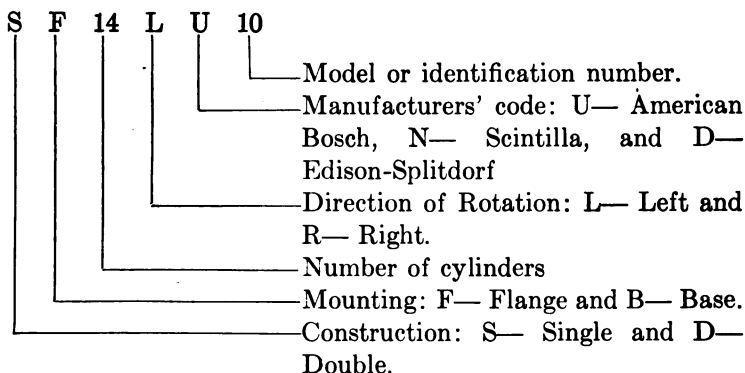 S F 14 L U 10
Model or identification number.
Manufacturers' code: U— American
Bosch, N— Scintilla, and D—
Edison-Splitdorf
Direction of Rotation: L— Left and
R— Right.
Number of cylinders
Mounting: F— Flange and B— Base.
Construction: S— Single and D—
Double.